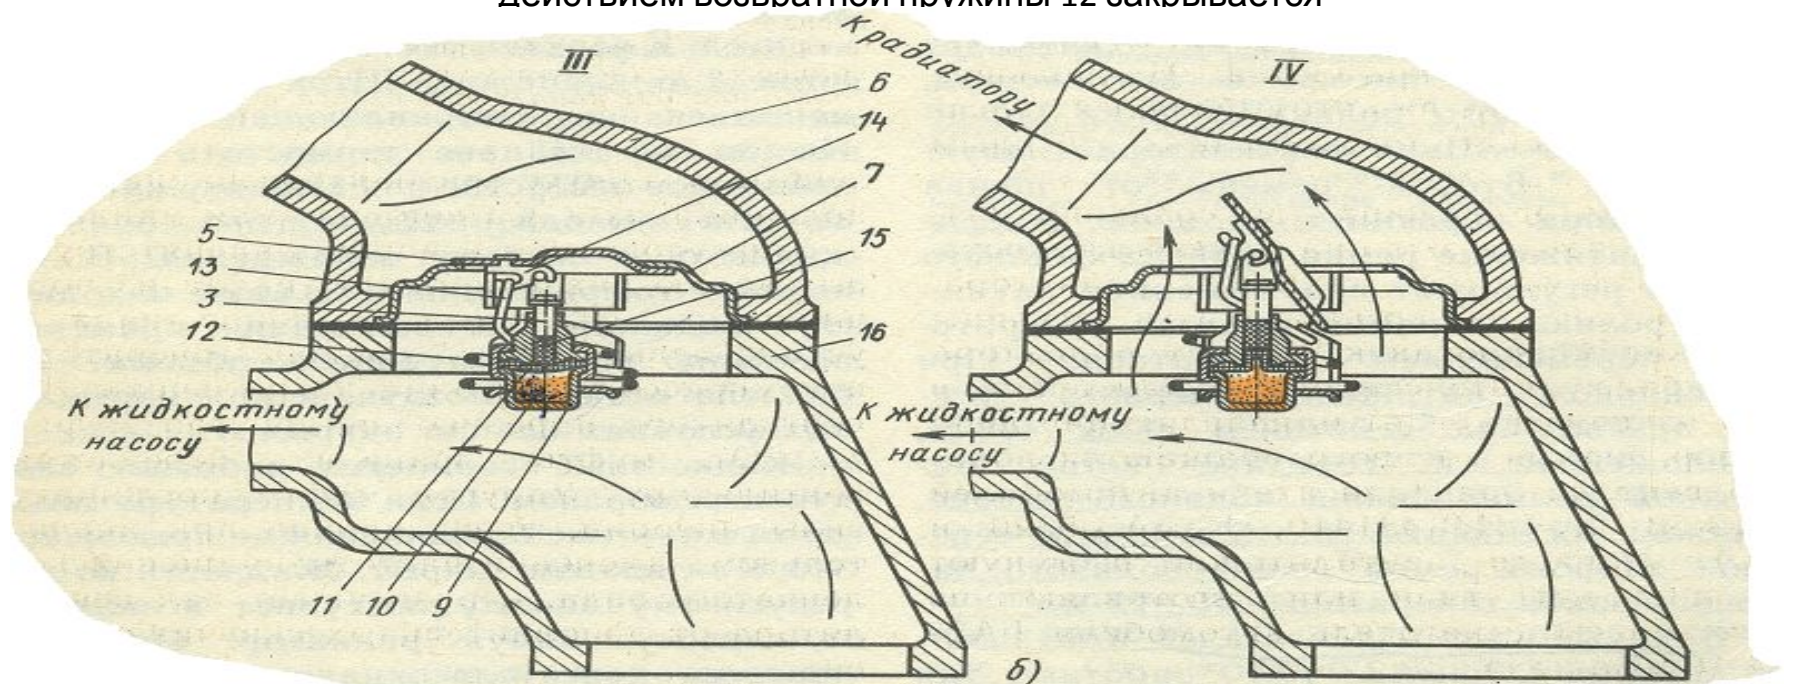 действием возвратной пружины 12 закрывается
III
К радиатору
IV
6
14
7
15
16
5
13
3
12
К жидкостному
насосу
К жидкостному
насосу
11 10 9
б)